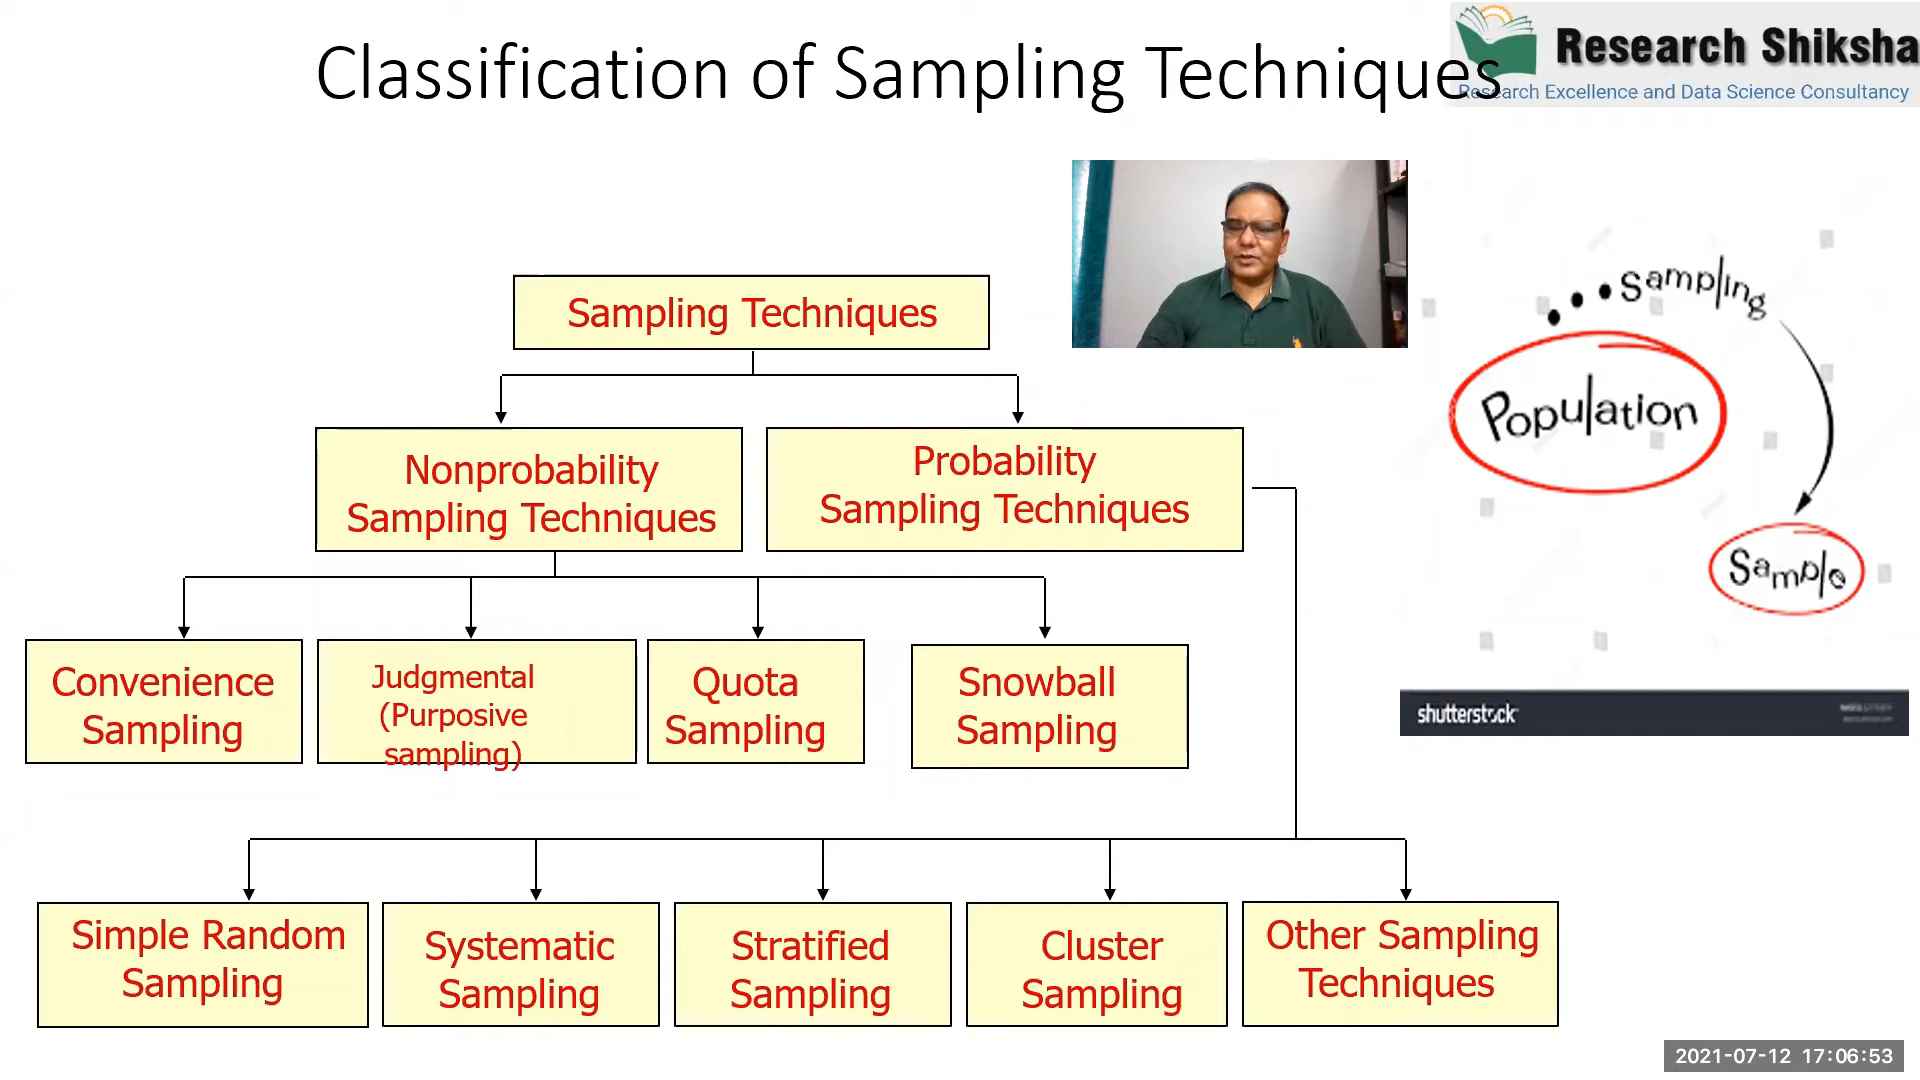 Classification of Sampling Techniques
Research Shiksha
Research Excellence and Data Science Consultancy
Sampling Techniques
Nonprobability
Sampling Techniques
Probability
Sampling Techniques
Convenience
Sampling
Judgmental
(Purposive
sampling)
Quota
Sampling
Snowball
Sampling
Simple Random
Sampling
Systematic
Sampling
Stratified
Sampling
Cluster
Sampling
Other Sampling
Techniques
Sampling
Population
Sample
shutterstock
2021-07-12 17:06:53